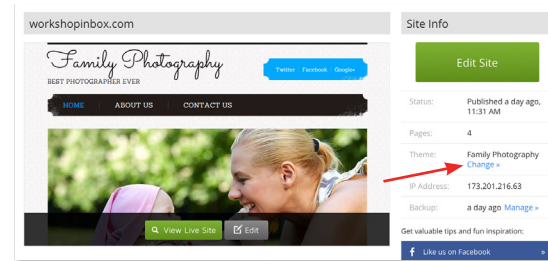 workshopinbox.com
Family Photography
BEST PHOTOGRAPHER EVER
Twitter Facebook Google+
HOME ABOUT US CONTACT US
View Live Site Edit
Site Info
Edit Site
Status: Published a day ago,
11:31 AM
Pages: 4
Theme: Family Photography
Change »
IP Address: 173.201.216.63
Backup: a day ago Manage »
Get valuable tips and fun inspiration:
f Like us on Facebook »